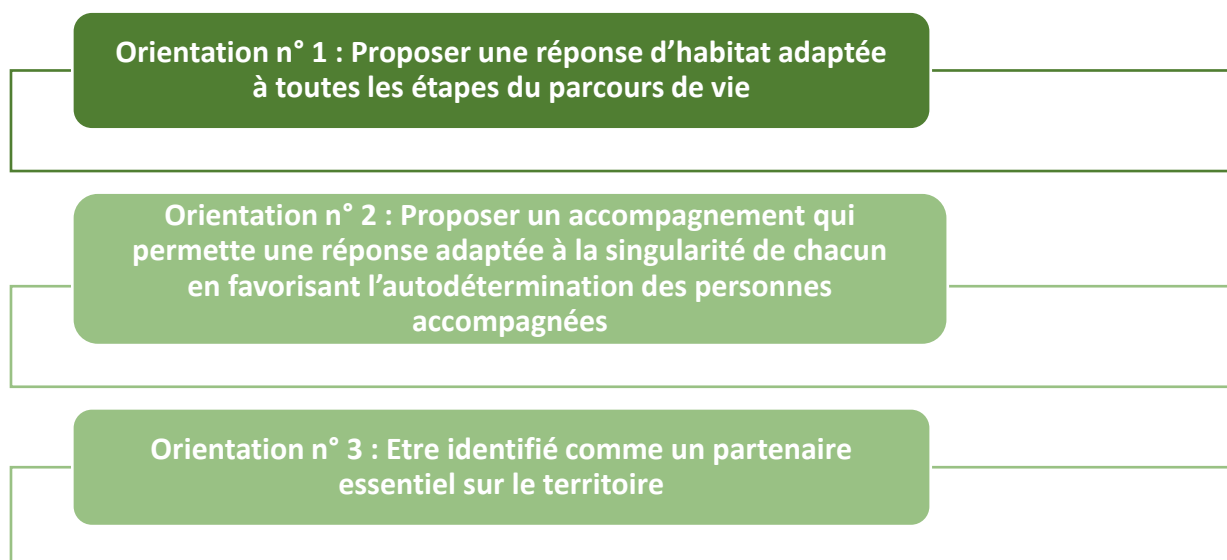 Orientation n° 1 : Proposer une réponse d’habitat adaptée
à toutes les étapes du parcours de vie
Orientation n° 2 : Proposer un accompagnement qui
permette une réponse adaptée à la singularité de chacun
en favorisant l’autodétermination des personnes
accompagnées
Orientation n° 3 : Etre identifié comme un partenaire
essentiel sur le territoire